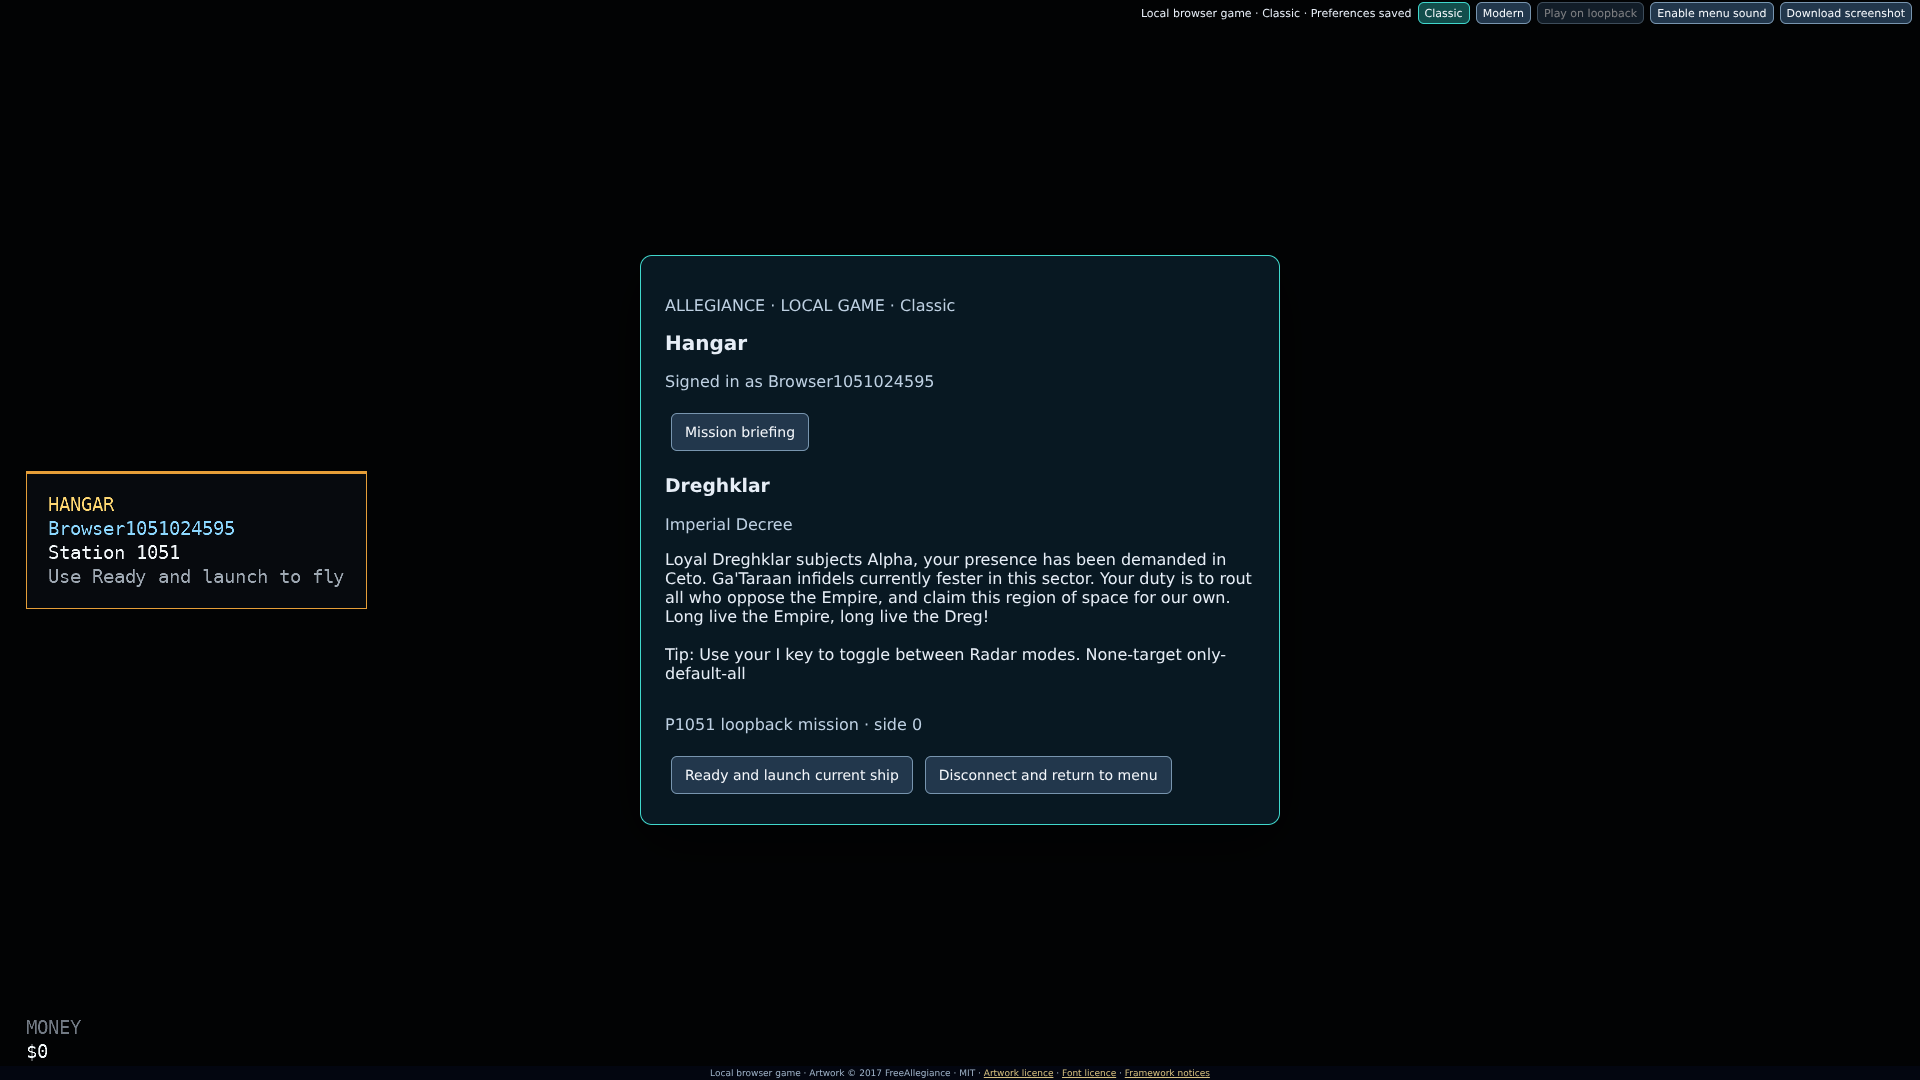 Local browser game · Classic · Preferences saved Classic Modern Play on loopback Enable menu sound Download screenshot
ALLEGIANCE · LOCAL GAME · Classic
Hangar
Signed in as Browser1051024595
Mission briefing
Dreghklar
Imperial Decree
Loyal Dreghklar subjects Alpha, your presence has been demanded in
Ceto. Ga'Taraan infidels currently fester in this sector. Your duty is to rout
all who oppose the Empire, and claim this region of space for our own.
Long live the Empire, long live the Dreg!
Tip: Use your I key to toggle between Radar modes. None-target only-
default-all
P1051 loopback mission · side 0
Ready and launch current ship Disconnect and return to menu
HANGAR
Browser1051024595
Station 1051
Use Ready and launch to fly
MONEY
$0
Local browser game · Artwork © 2017 FreeAllegiance · MIT · Artwork licence · Font licence · Framework notices